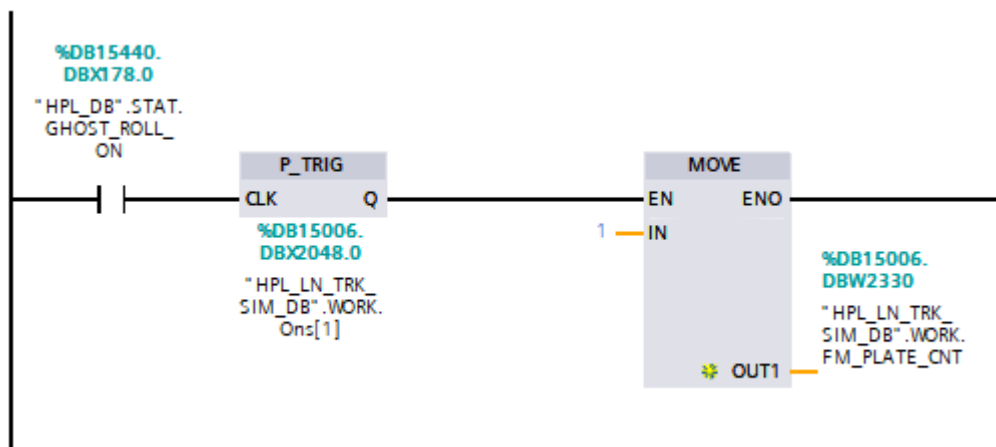 %DB15440.
DBX178.0
"HPL_DB".STAT.
GHOST_ROLL_
ON
P_TRIG
CLK Q
%DB15006.
DBX2048.0
"HPL_LN_TRK_
SIM_DB".WORK.
Ons[1]
MOVE
EN ENO
1 IN
OUT1
%DB15006.
DBW2330
"HPL_LN_TRK_
SIM_DB".WORK.
FM_PLATE_CNT